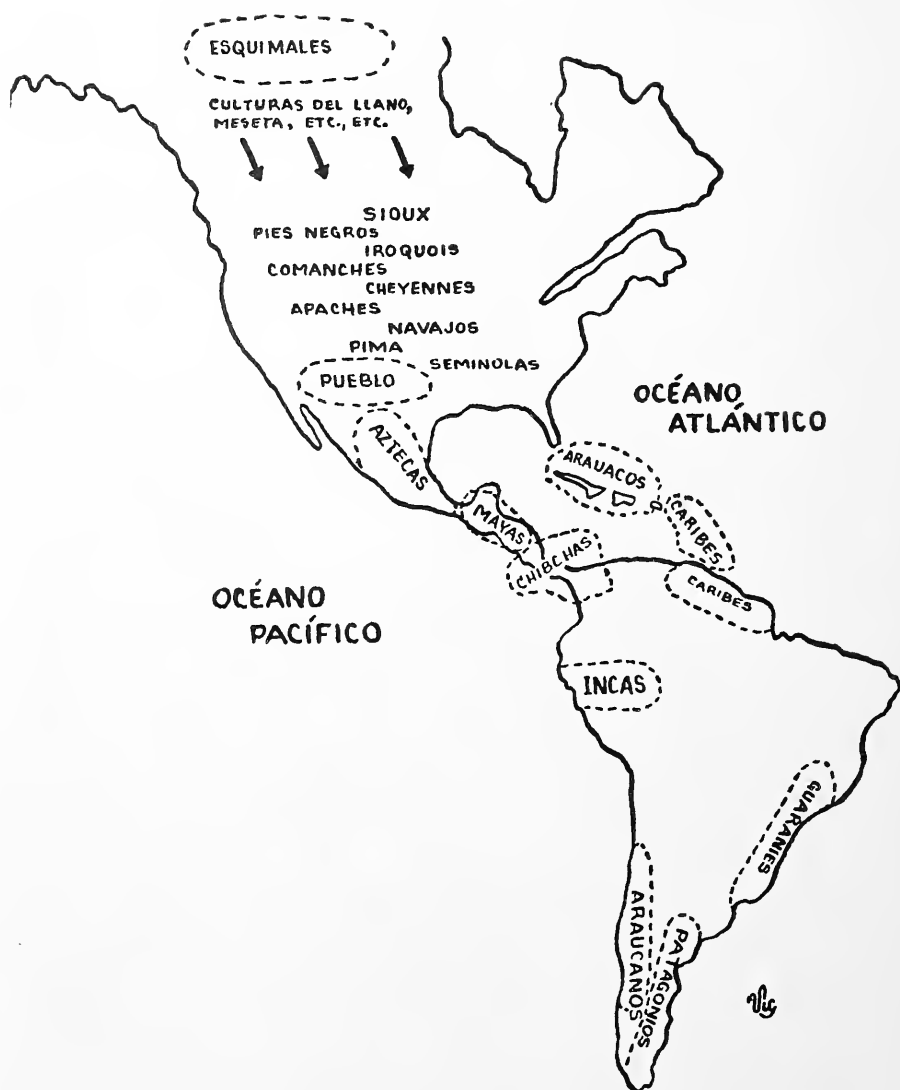 ESQUIMALES
CULTURAS DEL LLANO,
MESETA, ETC., ETC.
SIOUX
PIES NEGROS
IROQUOIS
COMANCHES
CHEYENNES
APACHES
NAVAJOS
PIMA
SEMINOLAS
PUEBLO
OCÉANO
ATLÁNTICO
AZTECAS
ARAUACOS
MAYAS
CARIBES
CHIBCHAS
CARIBES
OCÉANO
PACÍFICO
INCAS
GUARANIES
ARAUCANOS
PATAGONIOS